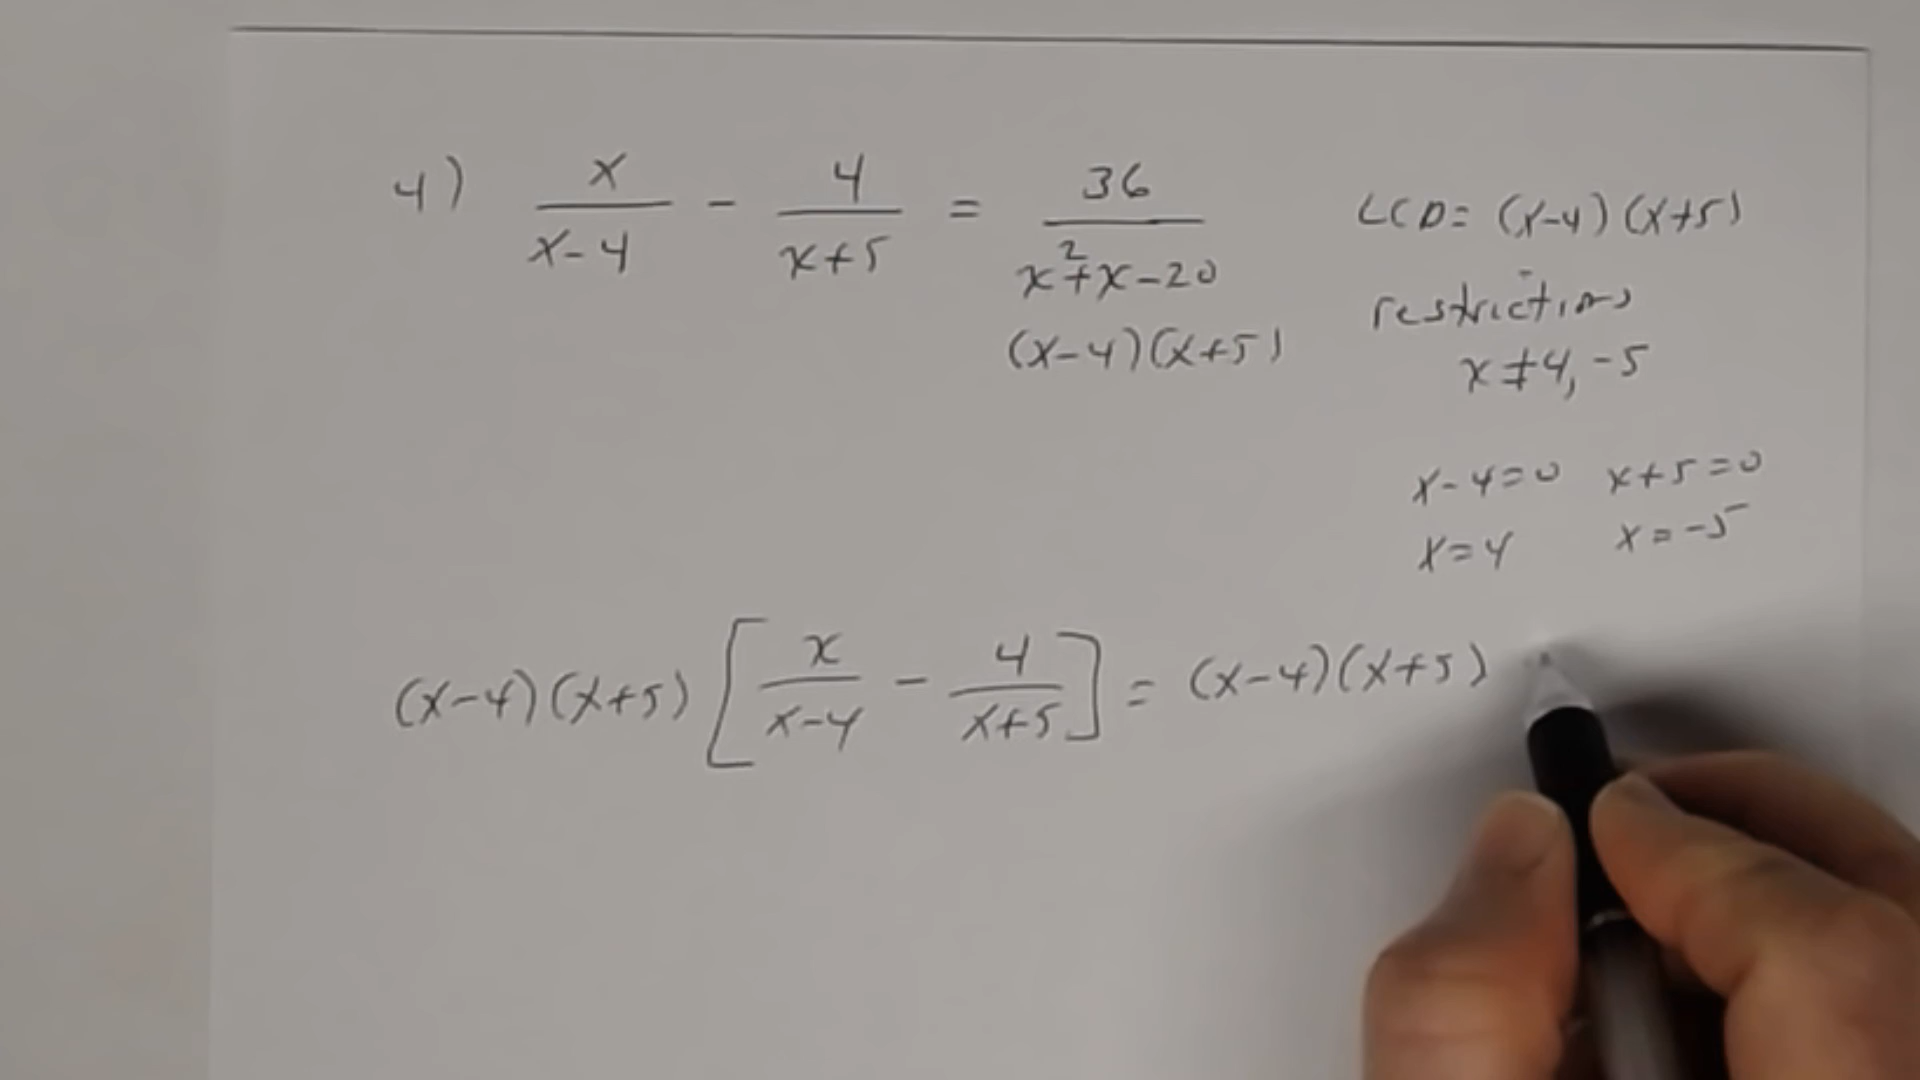 4) x/(x-4) - 4/(x+5) = 36/(x²+x-20)
(x-4)(x+5)
LCD= (x-4)(x+5)
restrictions
x≠4, -5
x-4=0 x+5=0
x=4 x=-5
(x-4)(x+5)[x/(x-4) - 4/(x+5)] = (x-4)(x+5)